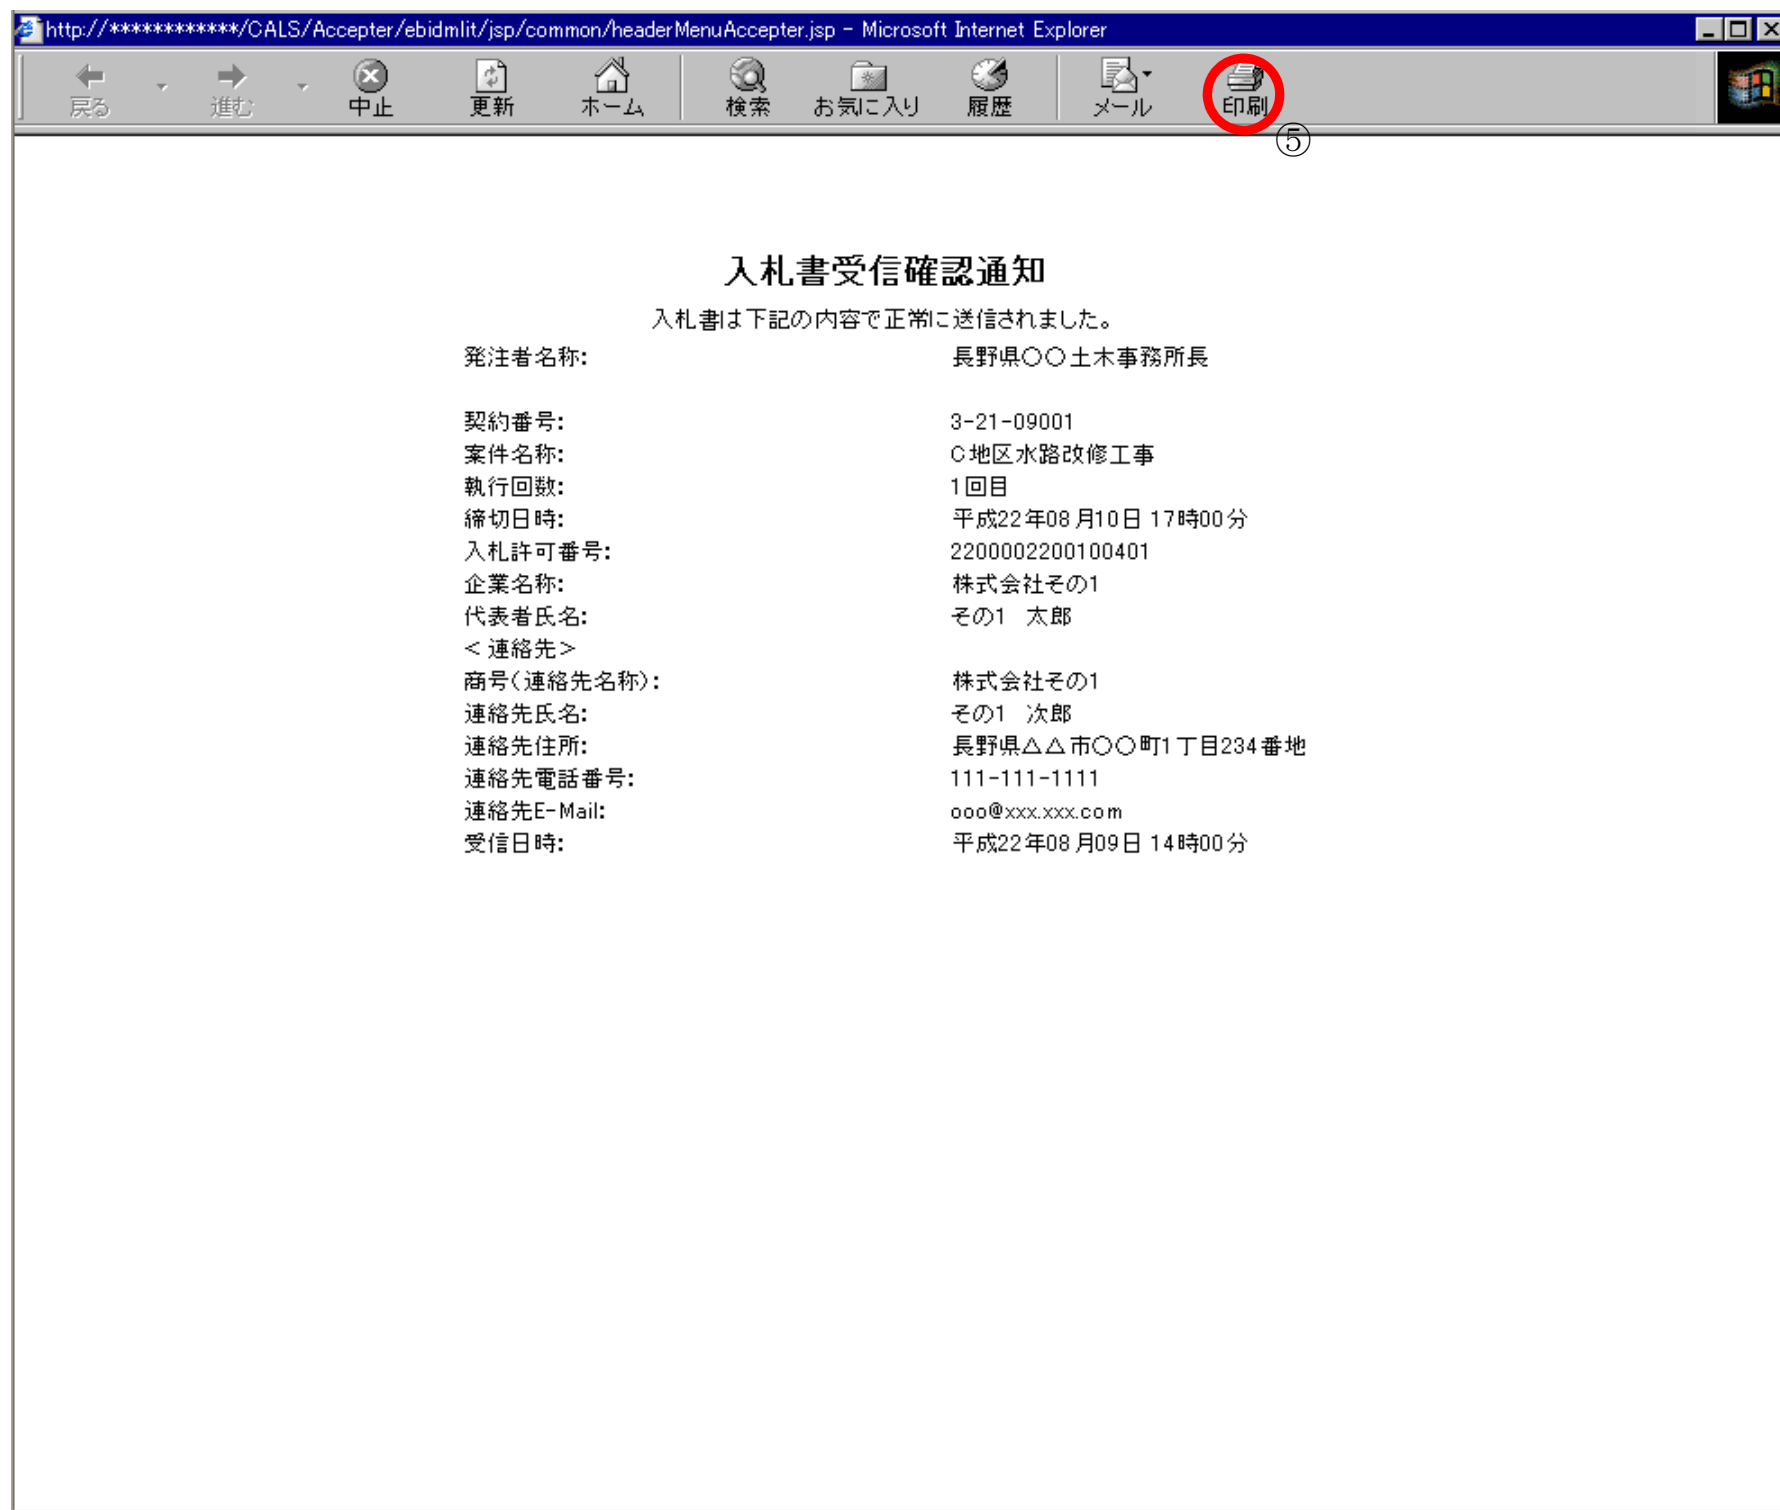 http://************/CALS/Accepter/ebidmlit/jsp/common/headerMenuAccepter.jsp - Microsoft Internet Explorer
戻る 進む 中止 更新 ホーム 検索 お気に入り 履歴 メール 印刷
⑤
入札書受信確認通知
入札書は下記の内容で正常に送信されました。
発注者名称: 長野県〇〇土木事務所長
契約番号: 3-21-09001
案件名称: C地区水路改修工事
執行回数: 1回目
締切日時: 平成22年08月10日 17時00分
入札許可番号: 2200002200100401
企業名称: 株式会社その1
代表者氏名: その1　太郎
＜連絡先＞
商号(連絡先名称): 株式会社その1
連絡先氏名: その1　次郎
連絡先住所: 長野県△△市〇〇町1丁目234番地
連絡先電話番号: 111-111-1111
連絡先E-Mail: ooo@xxx.xxx.com
受信日時: 平成22年08月09日 14時00分